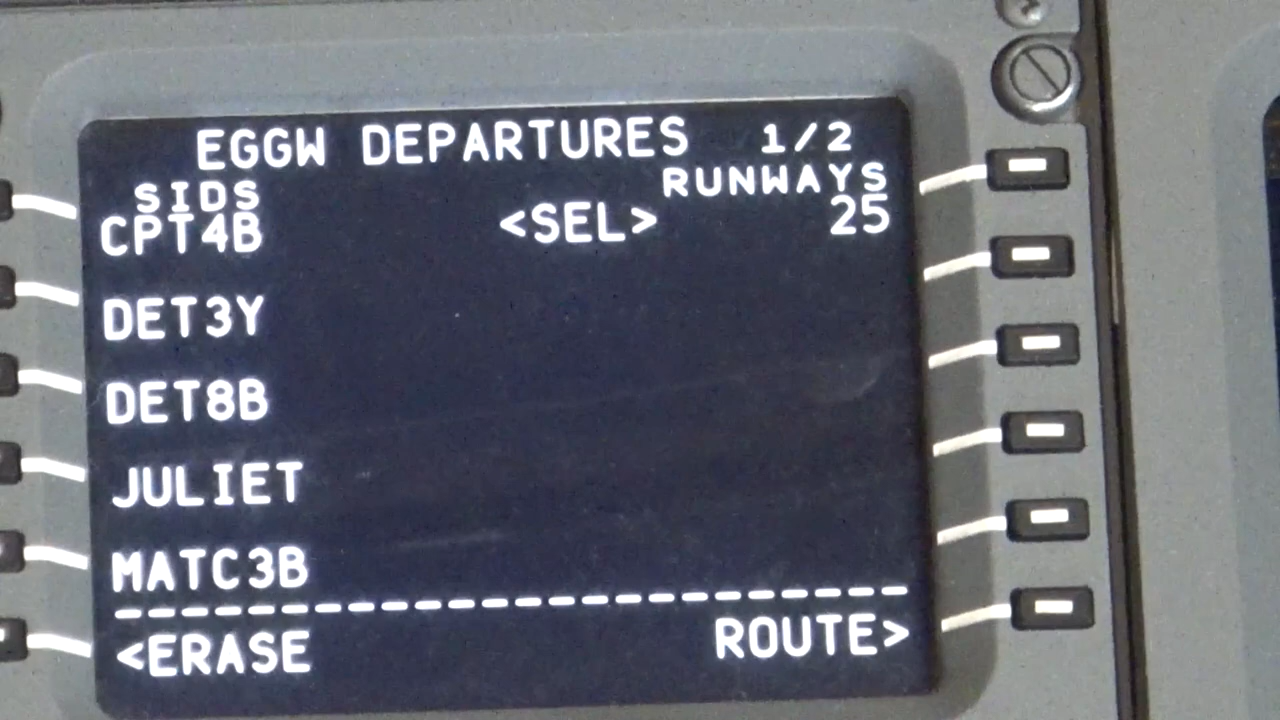 EGGW DEPARTURES 1/2
SIDS RUNWAYS
CPT4B <SEL> 25
DET3Y
DET8B
JULIET
MATC3B
------------------------
<ERASE ROUTE>